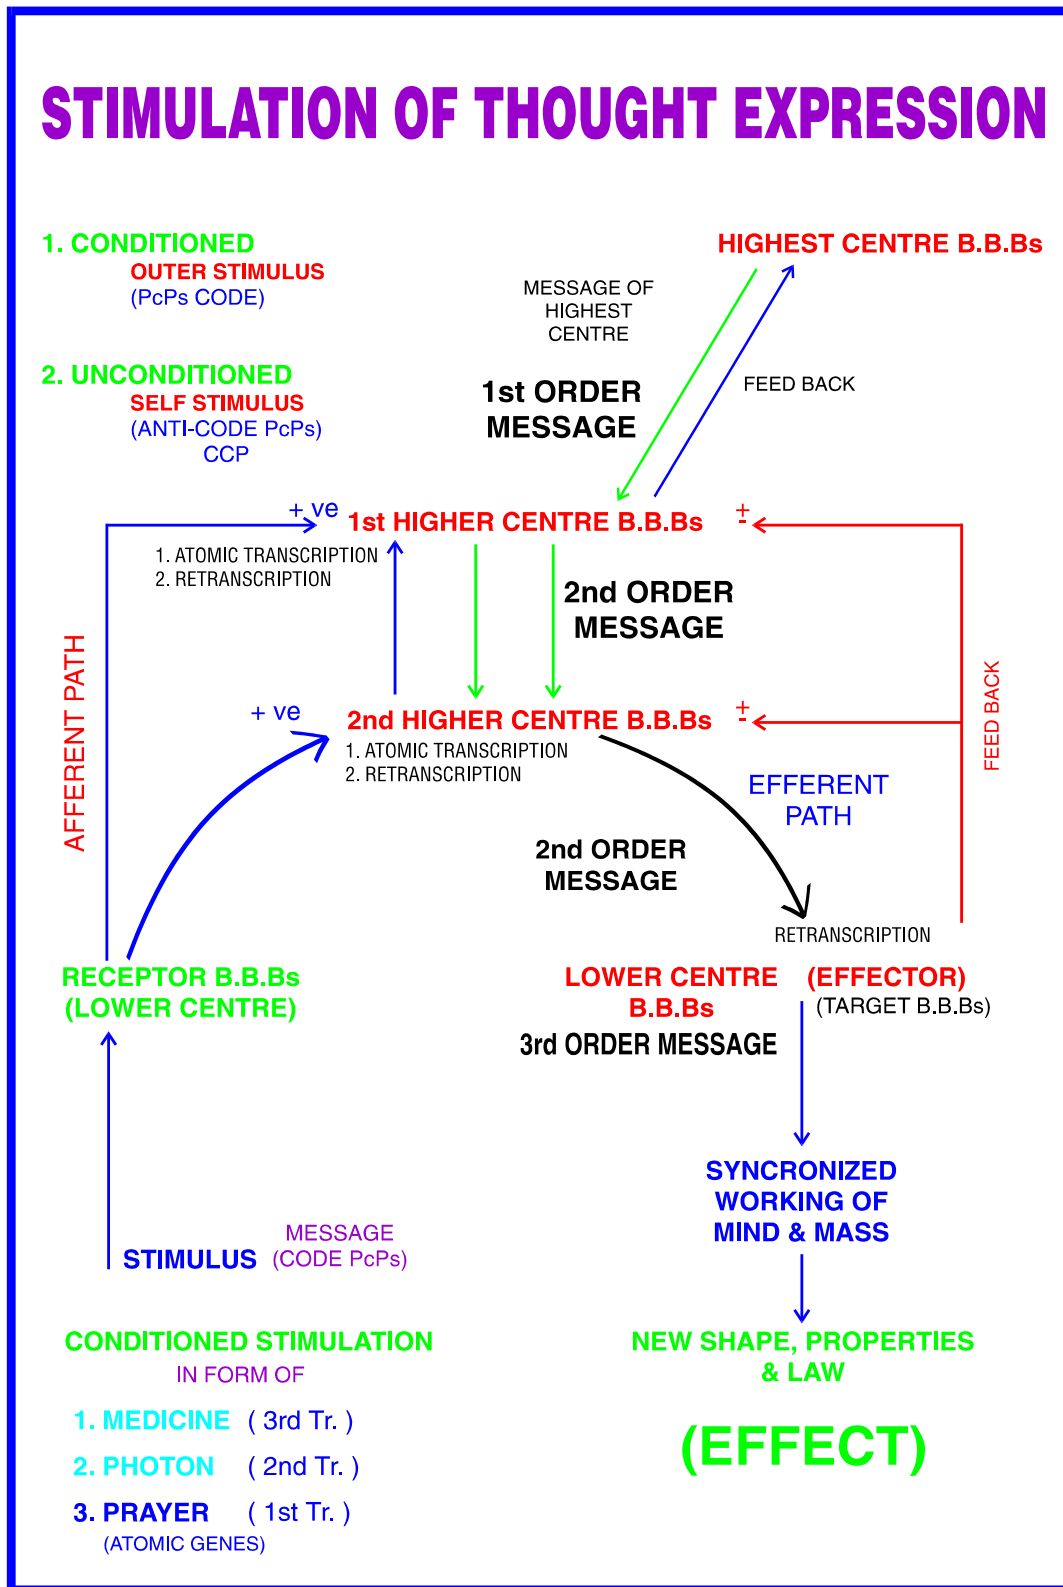 STIMULATION OF THOUGHT EXPRESSION
1. CONDITIONED
OUTER STIMULUS
(PcPs CODE)
2. UNCONDITIONED
SELF STIMULUS
(ANTI-CODE PcPs)
CCP
HIGHEST CENTRE B.B.Bs
MESSAGE OF
HIGHEST
CENTRE
1st ORDER
MESSAGE
FEED BACK
+ ve
1st HIGHER CENTRE B.B.Bs
+
-
1. ATOMIC TRANSCRIPTION
2. RETRANSCRIPTION
2nd ORDER
MESSAGE
AFFERENT PATH
FEED BACK
+ ve
2nd HIGHER CENTRE B.B.Bs
+
-
1. ATOMIC TRANSCRIPTION
2. RETRANSCRIPTION
EFFERENT
PATH
2nd ORDER
MESSAGE
RETRANSCRIPTION
RECEPTOR B.B.Bs
(LOWER CENTRE)
LOWER CENTRE (EFFECTOR)
B.B.Bs (TARGET B.B.Bs)
3rd ORDER MESSAGE
SYNCRONIZED
WORKING OF
MIND & MASS
STIMULUS
MESSAGE
(CODE PcPs)
CONDITIONED STIMULATION
IN FORM OF
1. MEDICINE ( 3rd Tr. )
2. PHOTON ( 2nd Tr. )
3. PRAYER ( 1st Tr. )
(ATOMIC GENES)
NEW SHAPE, PROPERTIES
& LAW
(EFFECT)